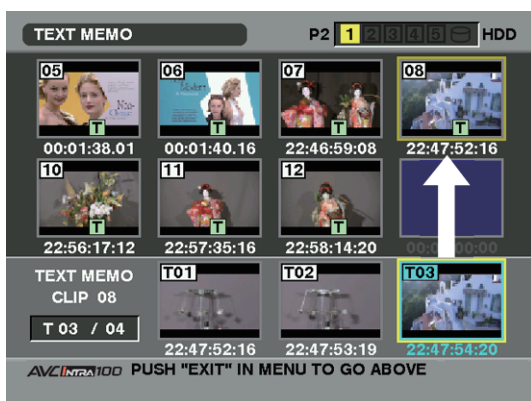 TEXT MEMO
P2 1 2 3 4 5 HDD
05 06 07 08
T T T T
00:01:38.01 00:01:40.16 22:46:59:08 22:47:52:16
10 11 12
T T T
22:56:17:12 22:57:35:16 22:58:14:20
TEXT MEMO
CLIP 08
T 03 / 04
T01 T02 T03
22:47:52:16 22:47:53:19 22:47:54:20
AVC INTRA 100 PUSH "EXIT" IN MENU TO GO ABOVE